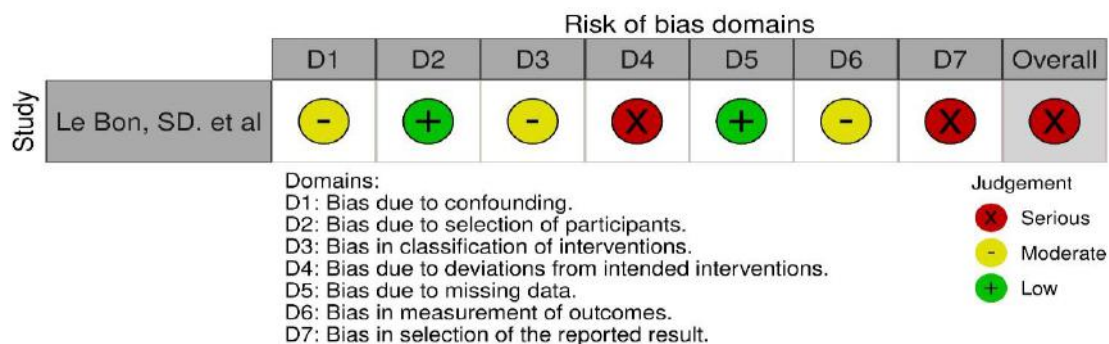 Risk of bias domains
D1 D2 D3 D4 D5 D6 D7 Overall
Study
Le Bon, SD. et al - + - X + - X X
Domains:
D1: Bias due to confounding.
D2: Bias due to selection of participants.
D3: Bias in classification of interventions.
D4: Bias due to deviations from intended interventions.
D5: Bias due to missing data.
D6: Bias in measurement of outcomes.
D7: Bias in selection of the reported result.
Judgement
X Serious
- Moderate
+ Low